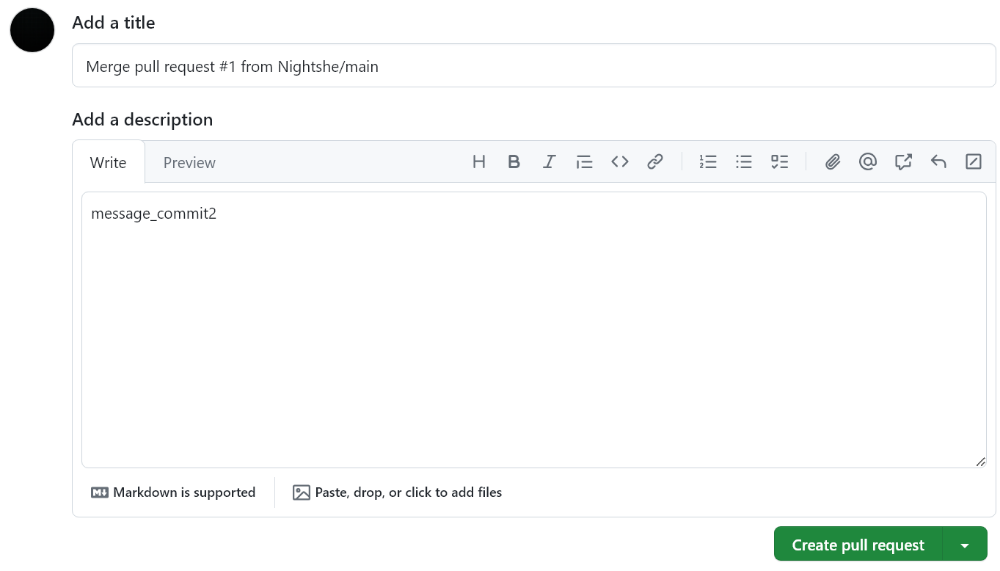 Add a title
Merge pull request #1 from Nightshe/main
Add a description
Write Preview
message_commit2
Markdown is supported Paste, drop, or click to add files
Create pull request